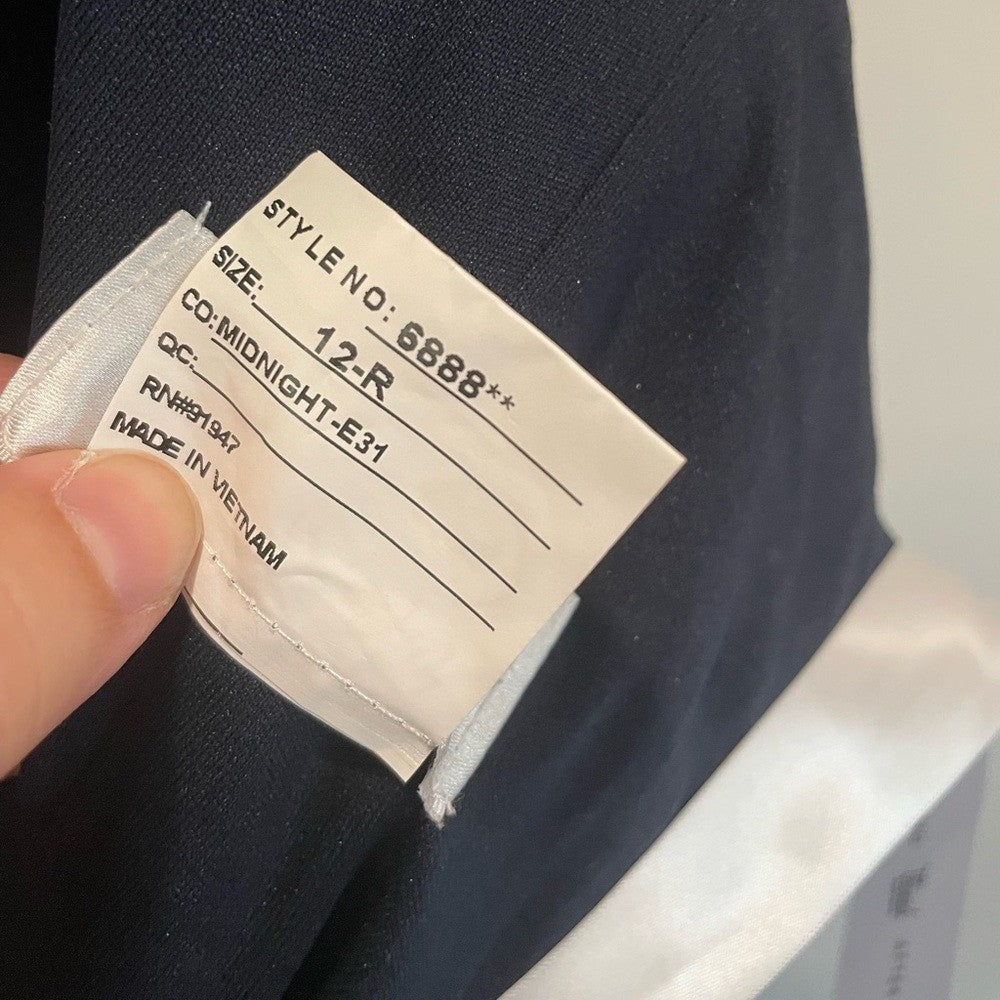 STYLE NO: 6888**
SIZE: 12-R
CO: MIDNIGHT-E31
QC:
RN#91947
MADE IN VIETNAM